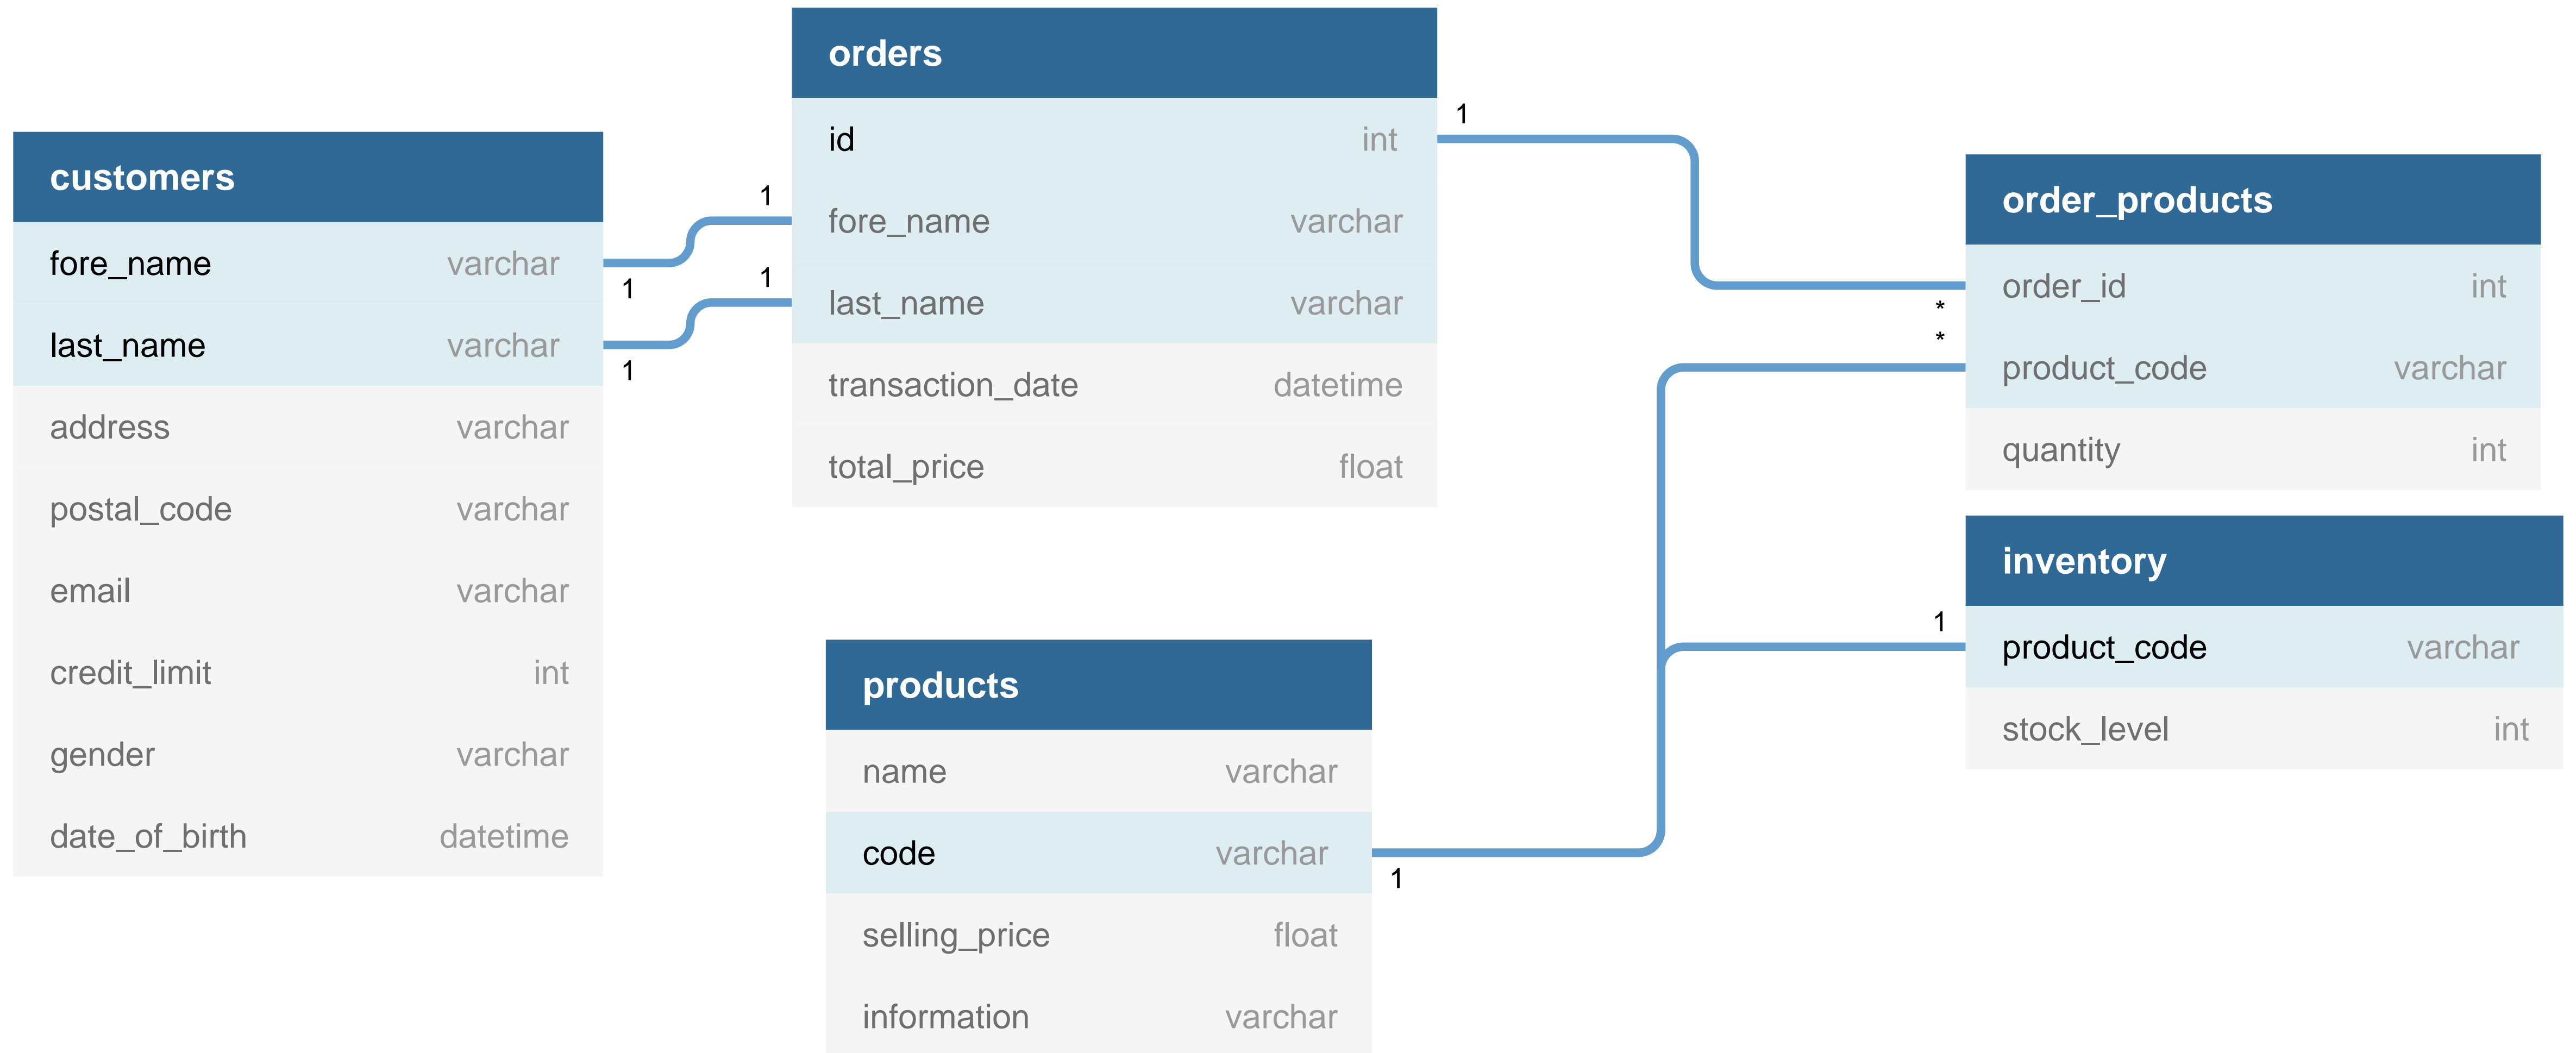 customers
fore_name varchar
last_name varchar
address varchar
postal_code varchar
email varchar
credit_limit int
gender varchar
date_of_birth datetime
1
1
1
1
orders
id int
fore_name varchar
last_name varchar
transaction_date datetime
total_price float
1
*
*
order_products
order_id int
product_code varchar
quantity int
products
name varchar
code varchar
selling_price float
information varchar
1
1
inventory
product_code varchar
stock_level int